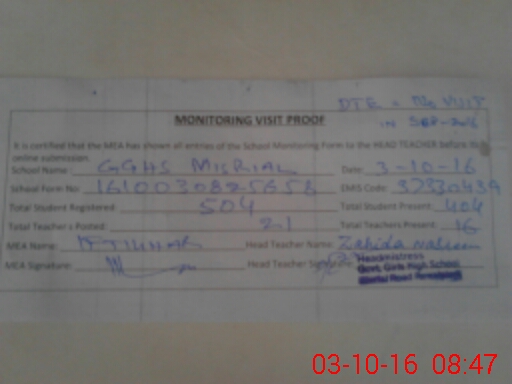 DTE = No VISIT
IN SEP-2016
MONITORING VISIT PROOF
It is certified that the MEA has shown all entries of the School Monitoring Form to the HEAD TEACHER before its
online submission.
School Name: GGHS MISRIAL Date: 3-10-16
School Form No: EMIS Code: 37330439
Total Student Registered: 504 Total Student Present: 404
Total Teacher's Posted: 21 Total Teachers Present: 16
MEA Name: IFTIKHAR Head Teacher Name: Zahida
MEA Signature: Head Teacher Signature:
Headmistress
Govt. Girls High School
Misrial Road Rawalpindi
03-10-16 08:47